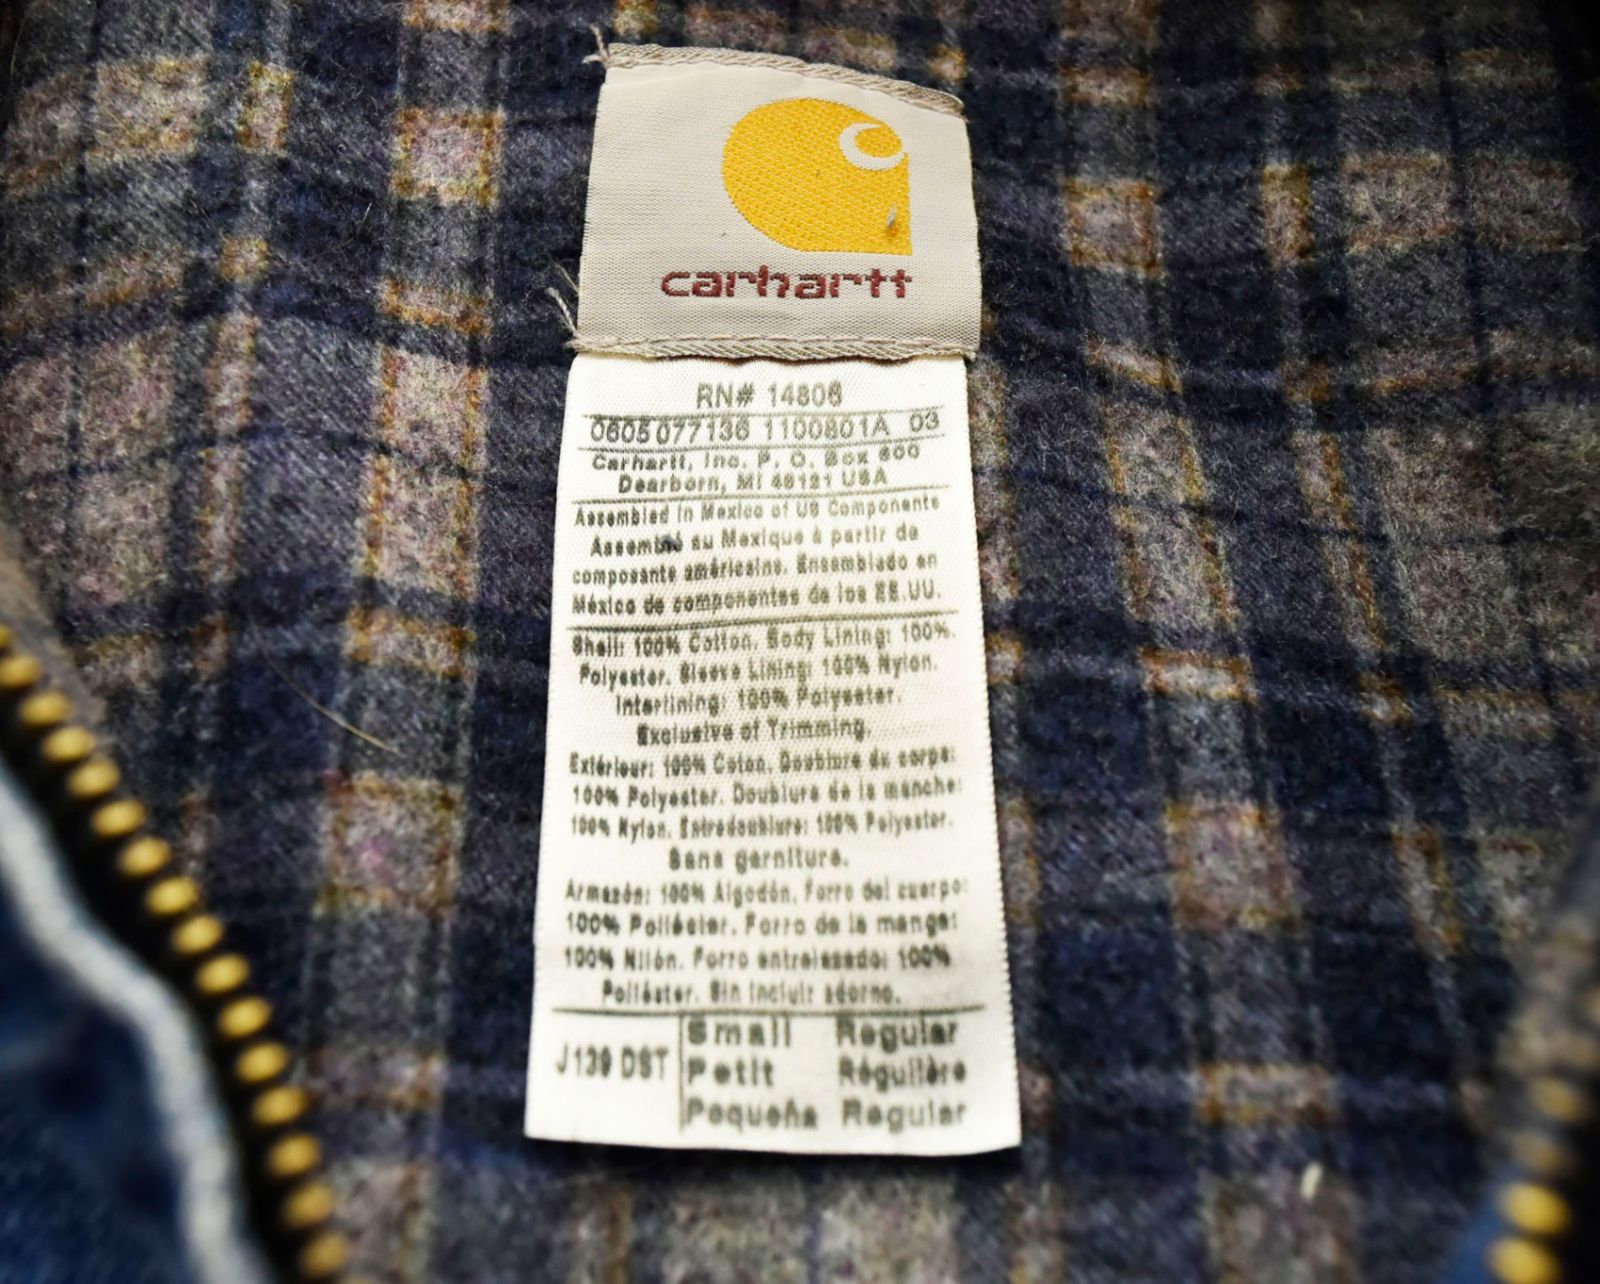 carhartt
RN# 14806
0605 077136 1100801A 03
Carhartt, Inc. P. O. Box 600
Dearborn, MI 48121 USA
Assembled in Mexico of US Components
Assemblé au Mexique à partir de
composants américains. Ensamblado en
México de componentes de los EE.UU.
Shell: 100% Cotton. Body Lining: 100%.
Polyester. Sleeve Lining: 100% Nylon.
Interlining: 100% Polyester.
Exclusive of Trimming.
Extérieur: 100% Coton. Doublure du corps:
100% Polyester. Doublure de la manche:
100% Nylon. Entredoublure: 100% Polyester.
Sans garniture.
Armazón: 100% Algodón. Forro del cuerpo:
100% Poliéster. Forro de la manga:
100% Nilón. Forro entrelazado: 100%
Poliéster. Sin incluir adorno.
J139 DST
Small Regular
Petit Régulière
Pequeña Regular